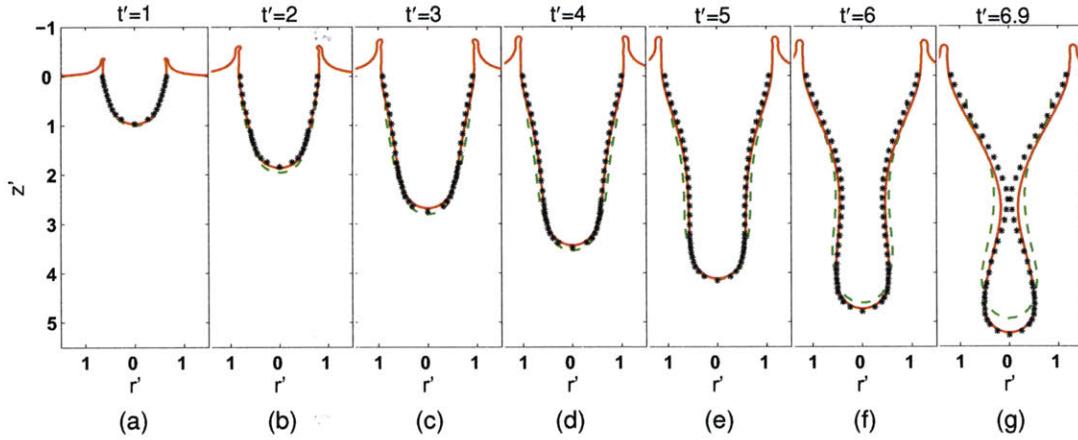 t'=1 t'=2 t'=3 t'=4 t'=5 t'=6 t'=6.9
−1
0
1
2
3
4
5
z'
1 0 1 1 0 1 1 0 1 1 0 1 1 0 1 1 0 1 1 0 1
r' r' r' r' r' r' r'
(a) (b) (c) (d) (e) (f) (g)